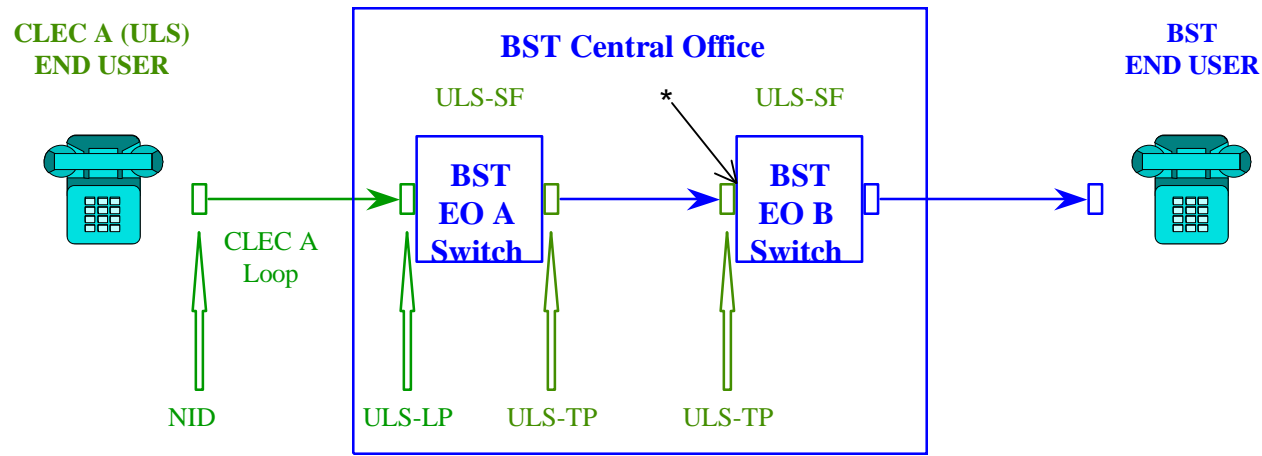 CLEC A (ULS)
END USER
BST Central Office
BST
END USER
ULS-SF
*
ULS-SF
BST
EO A
Switch
BST
EO B
Switch
CLEC A
Loop
NID
ULS-LP
ULS-TP
ULS-TP